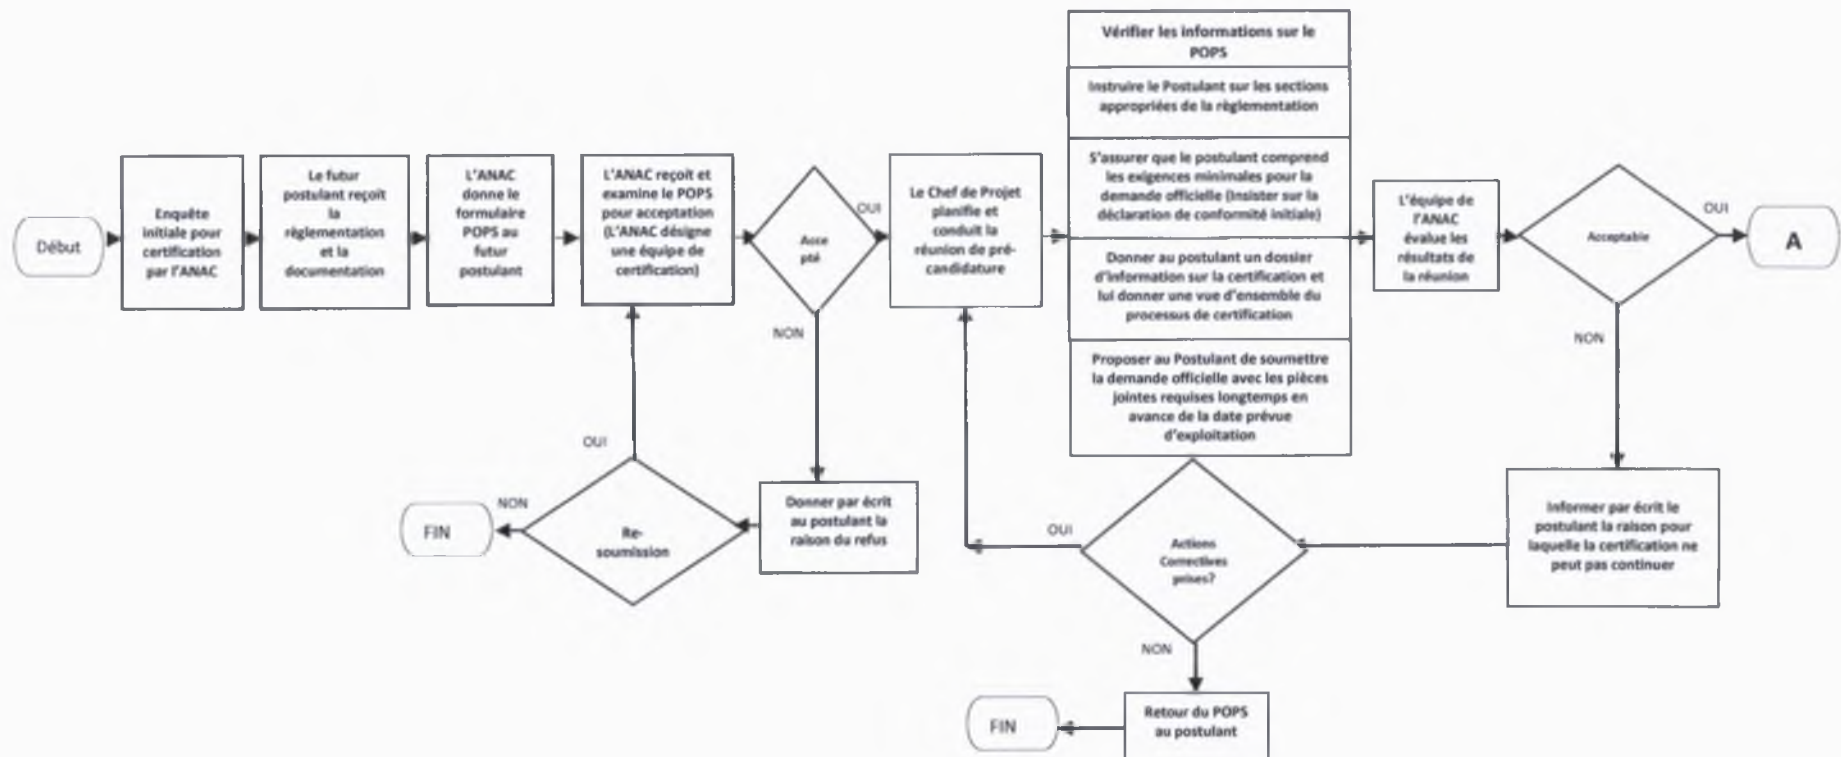 Début
Enquête
initiale pour
certification
par l'ANAC
Le futur
postulant reçoit
la
règlementation
et la
documentation
L'ANAC
donne le
formulaire
POPS au
futur
postulant
L'ANAC reçoit et
examine le POPS
pour acceptation
(L'ANAC désigne
une équipe de
certification)
Acce
pté
OUI
NON
Le Chef de Projet
planifie et
conduit la
réunion de pré-
candidature
Vérifier les informations sur le
POPS
Instruire le Postulant sur les sections
appropriées de la règlementation
S'assurer que le postulant comprend
les exigences minimales pour la
demande officielle (Insister sur la
déclaration de conformité initiale)
Donner au postulant un dossier
d'information sur la certification et
lui donner une vue d'ensemble du
processus de certification
Proposer au Postulant de soumettre
la demande officielle avec les pièces
jointes requises longtemps en
avance de la date prévue
d'exploitation
L'équipe de
l'ANAC
évalue les
résultats de
la réunion
Acceptable
OUI
A
NON
Informer par écrit le
postulant la raison pour
laquelle la certification ne
peut pas continuer
Actions
Correctives
prises?
OUI
NON
Retour du POPS
au postulant
FIN
Donner par écrit
au postulant la
raison du refus
Re-
soumission
OUI
NON
FIN